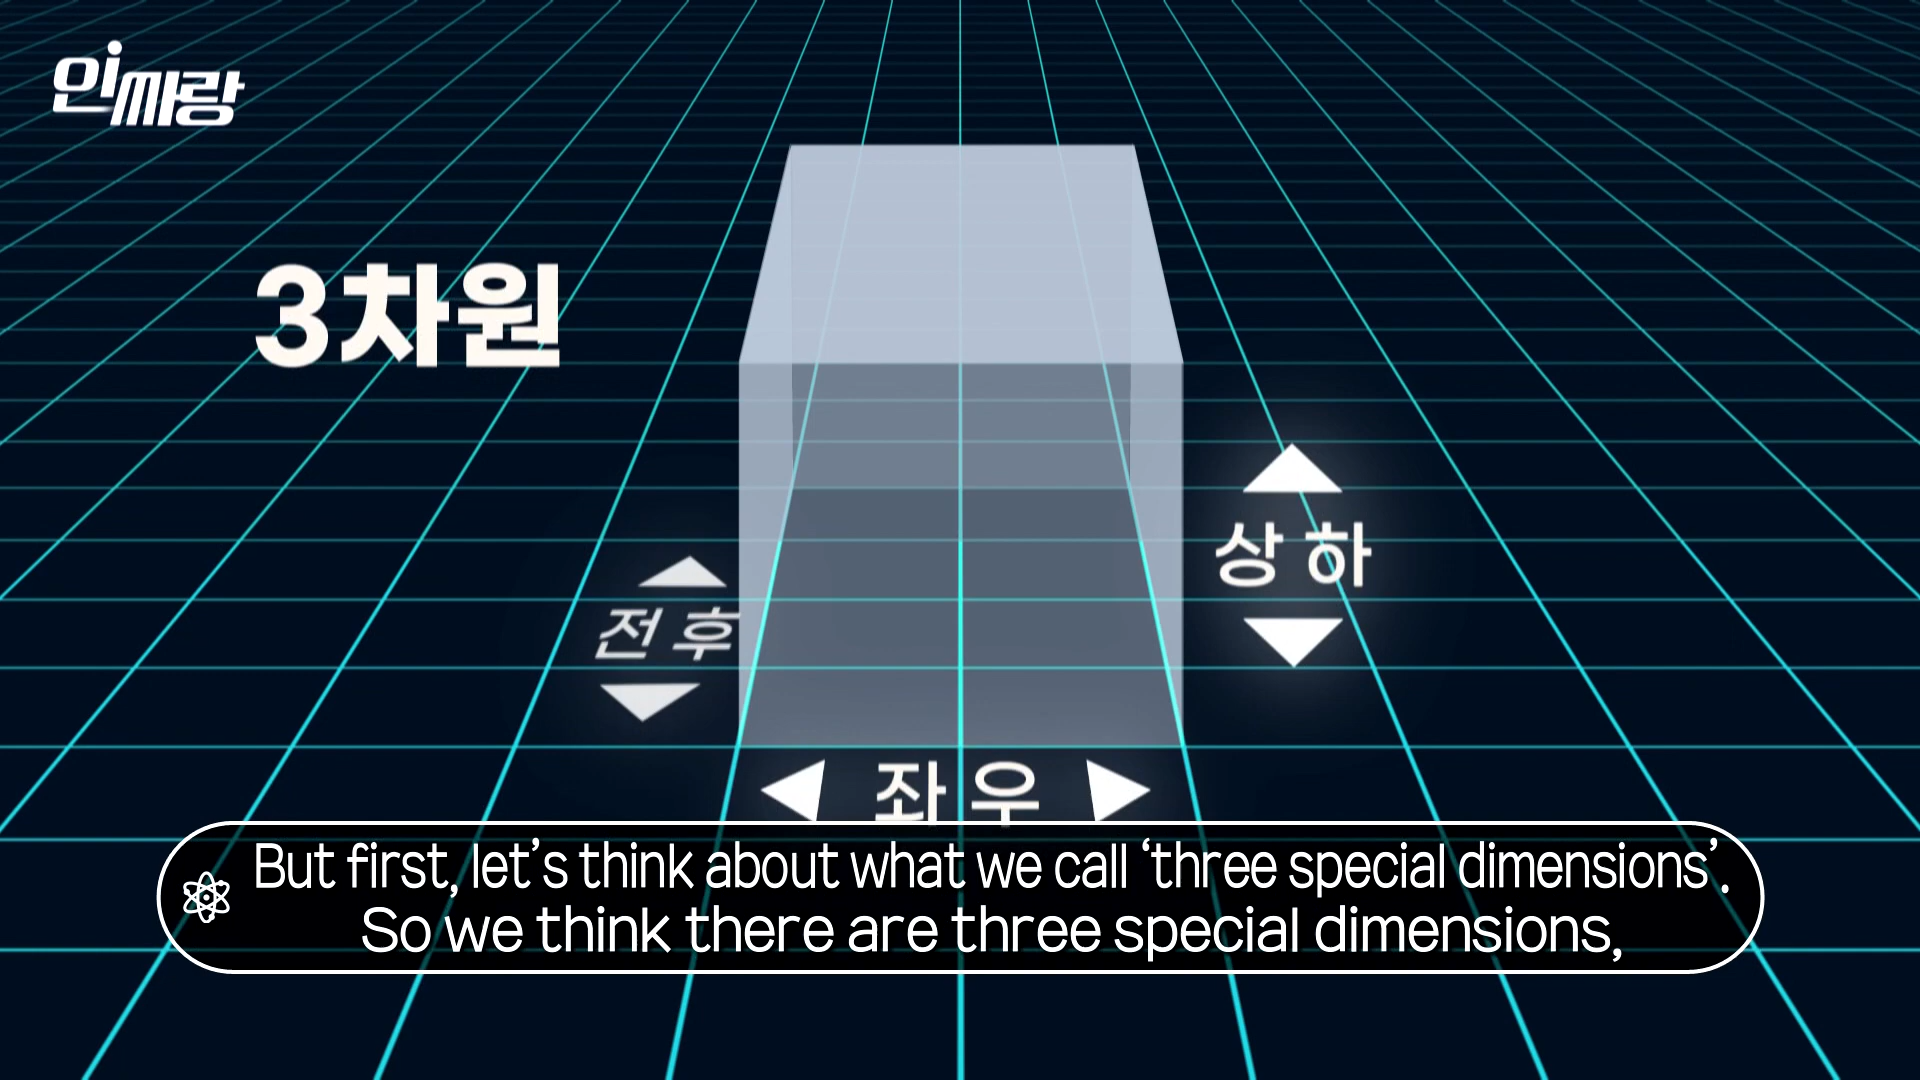 인싸랑
3차원
상하
전후
좌우
But first, let’s think about what we call ‘three special dimensions’.
So we think there are three special dimensions,